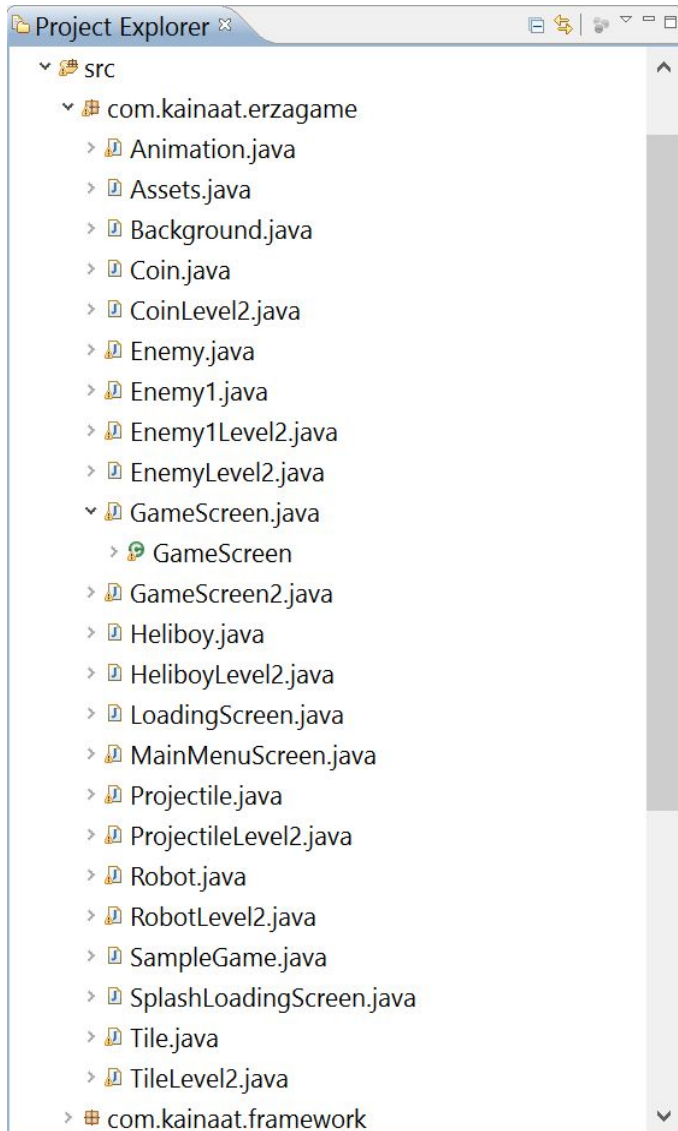 Project Explorer
src
com.kainaat.erzagame
Animation.java
Assets.java
Background.java
Coin.java
CoinLevel2.java
Enemy.java
Enemy1.java
Enemy1Level2.java
EnemyLevel2.java
GameScreen.java
GameScreen
GameScreen2.java
Heliboy.java
HeliboyLevel2.java
LoadingScreen.java
MainMenuScreen.java
Projectile.java
ProjectileLevel2.java
Robot.java
RobotLevel2.java
SampleGame.java
SplashLoadingScreen.java
Tile.java
TileLevel2.java
com.kainaat.framework